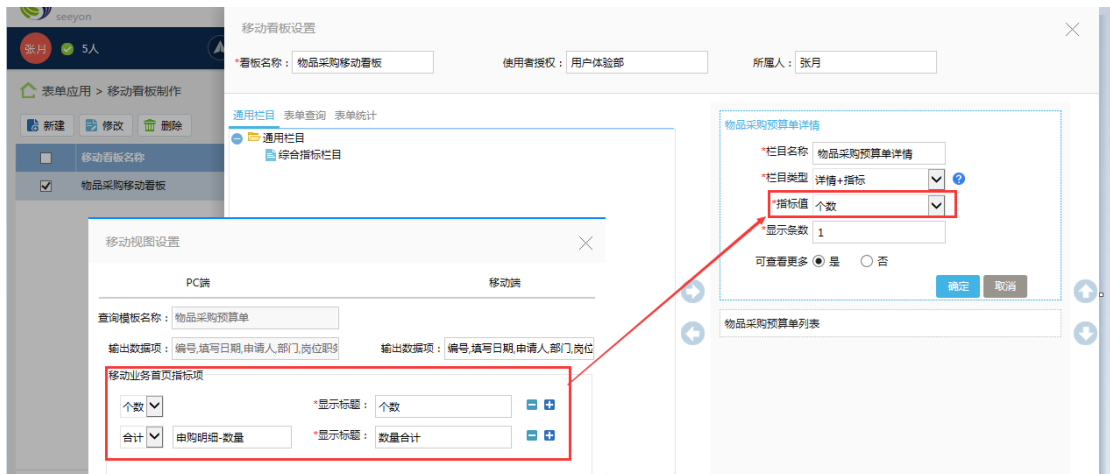 seeyon
张月 5人
表单应用 > 移动看板制作
新建 修改 删除
移动看板名称
物品采购移动看板
移动看板设置
*看板名称： 物品采购移动看板 使用者授权： 用户体验部 所属人： 张月
通用栏目 表单查询 表单统计
通用栏目
综合指标栏目
物品采购预算单详情
*栏目名称 物品采购预算单详情
*栏目类型 详情+指标
*指标值 个数
*显示条数 1
可查看更多 是 否
确定 取消
物品采购预算单列表
移动视图设置
PC端 移动端
查询模板名称： 物品采购预算单
输出数据项： 编号,填写日期,申请人,部门,岗位职 输出数据项： 编号,填写日期,申请人,部门,岗位
移动业务首页指标项
个数 *显示标题： 个数
合计 申购明细-数量 *显示标题： 数量合计